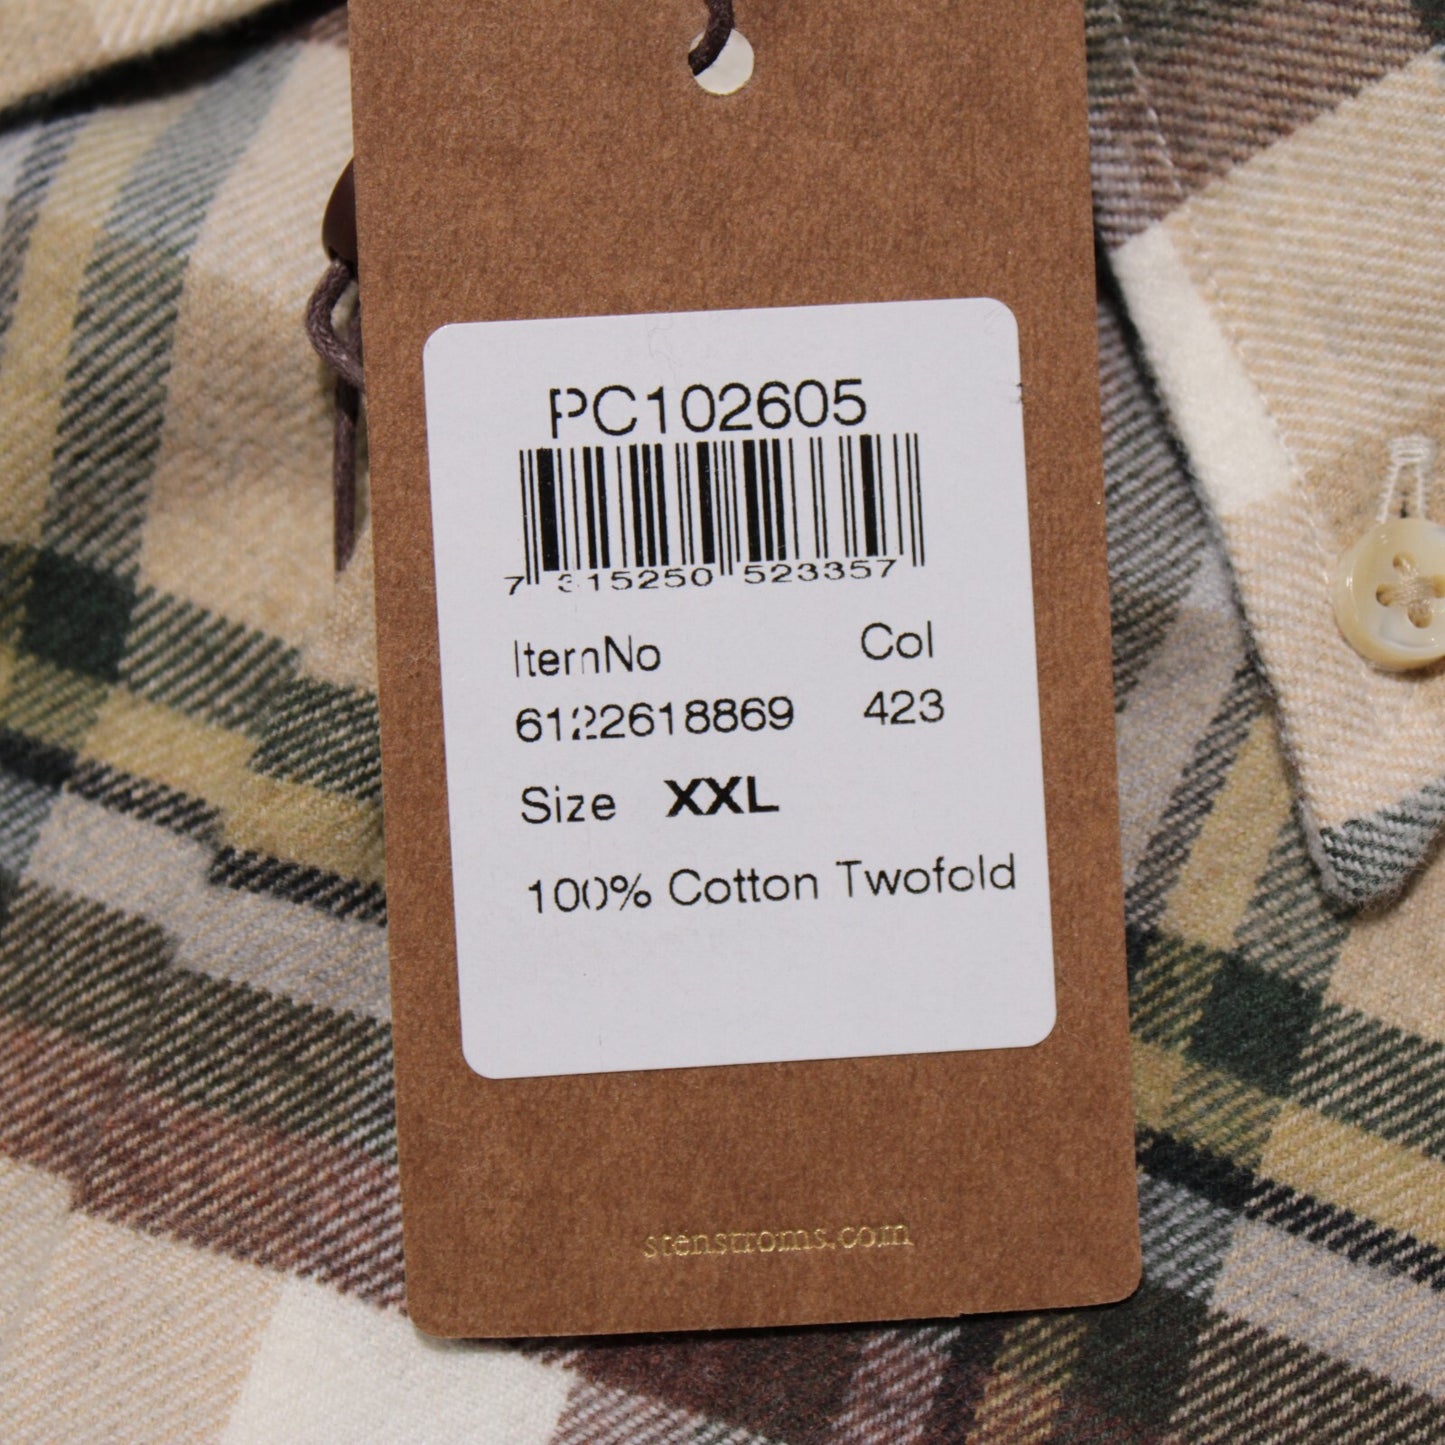 PC102605
7 315250 523357
ItemNo Col
6122618869 423
Size XXL
100% Cotton Twofold
stenstroms.com